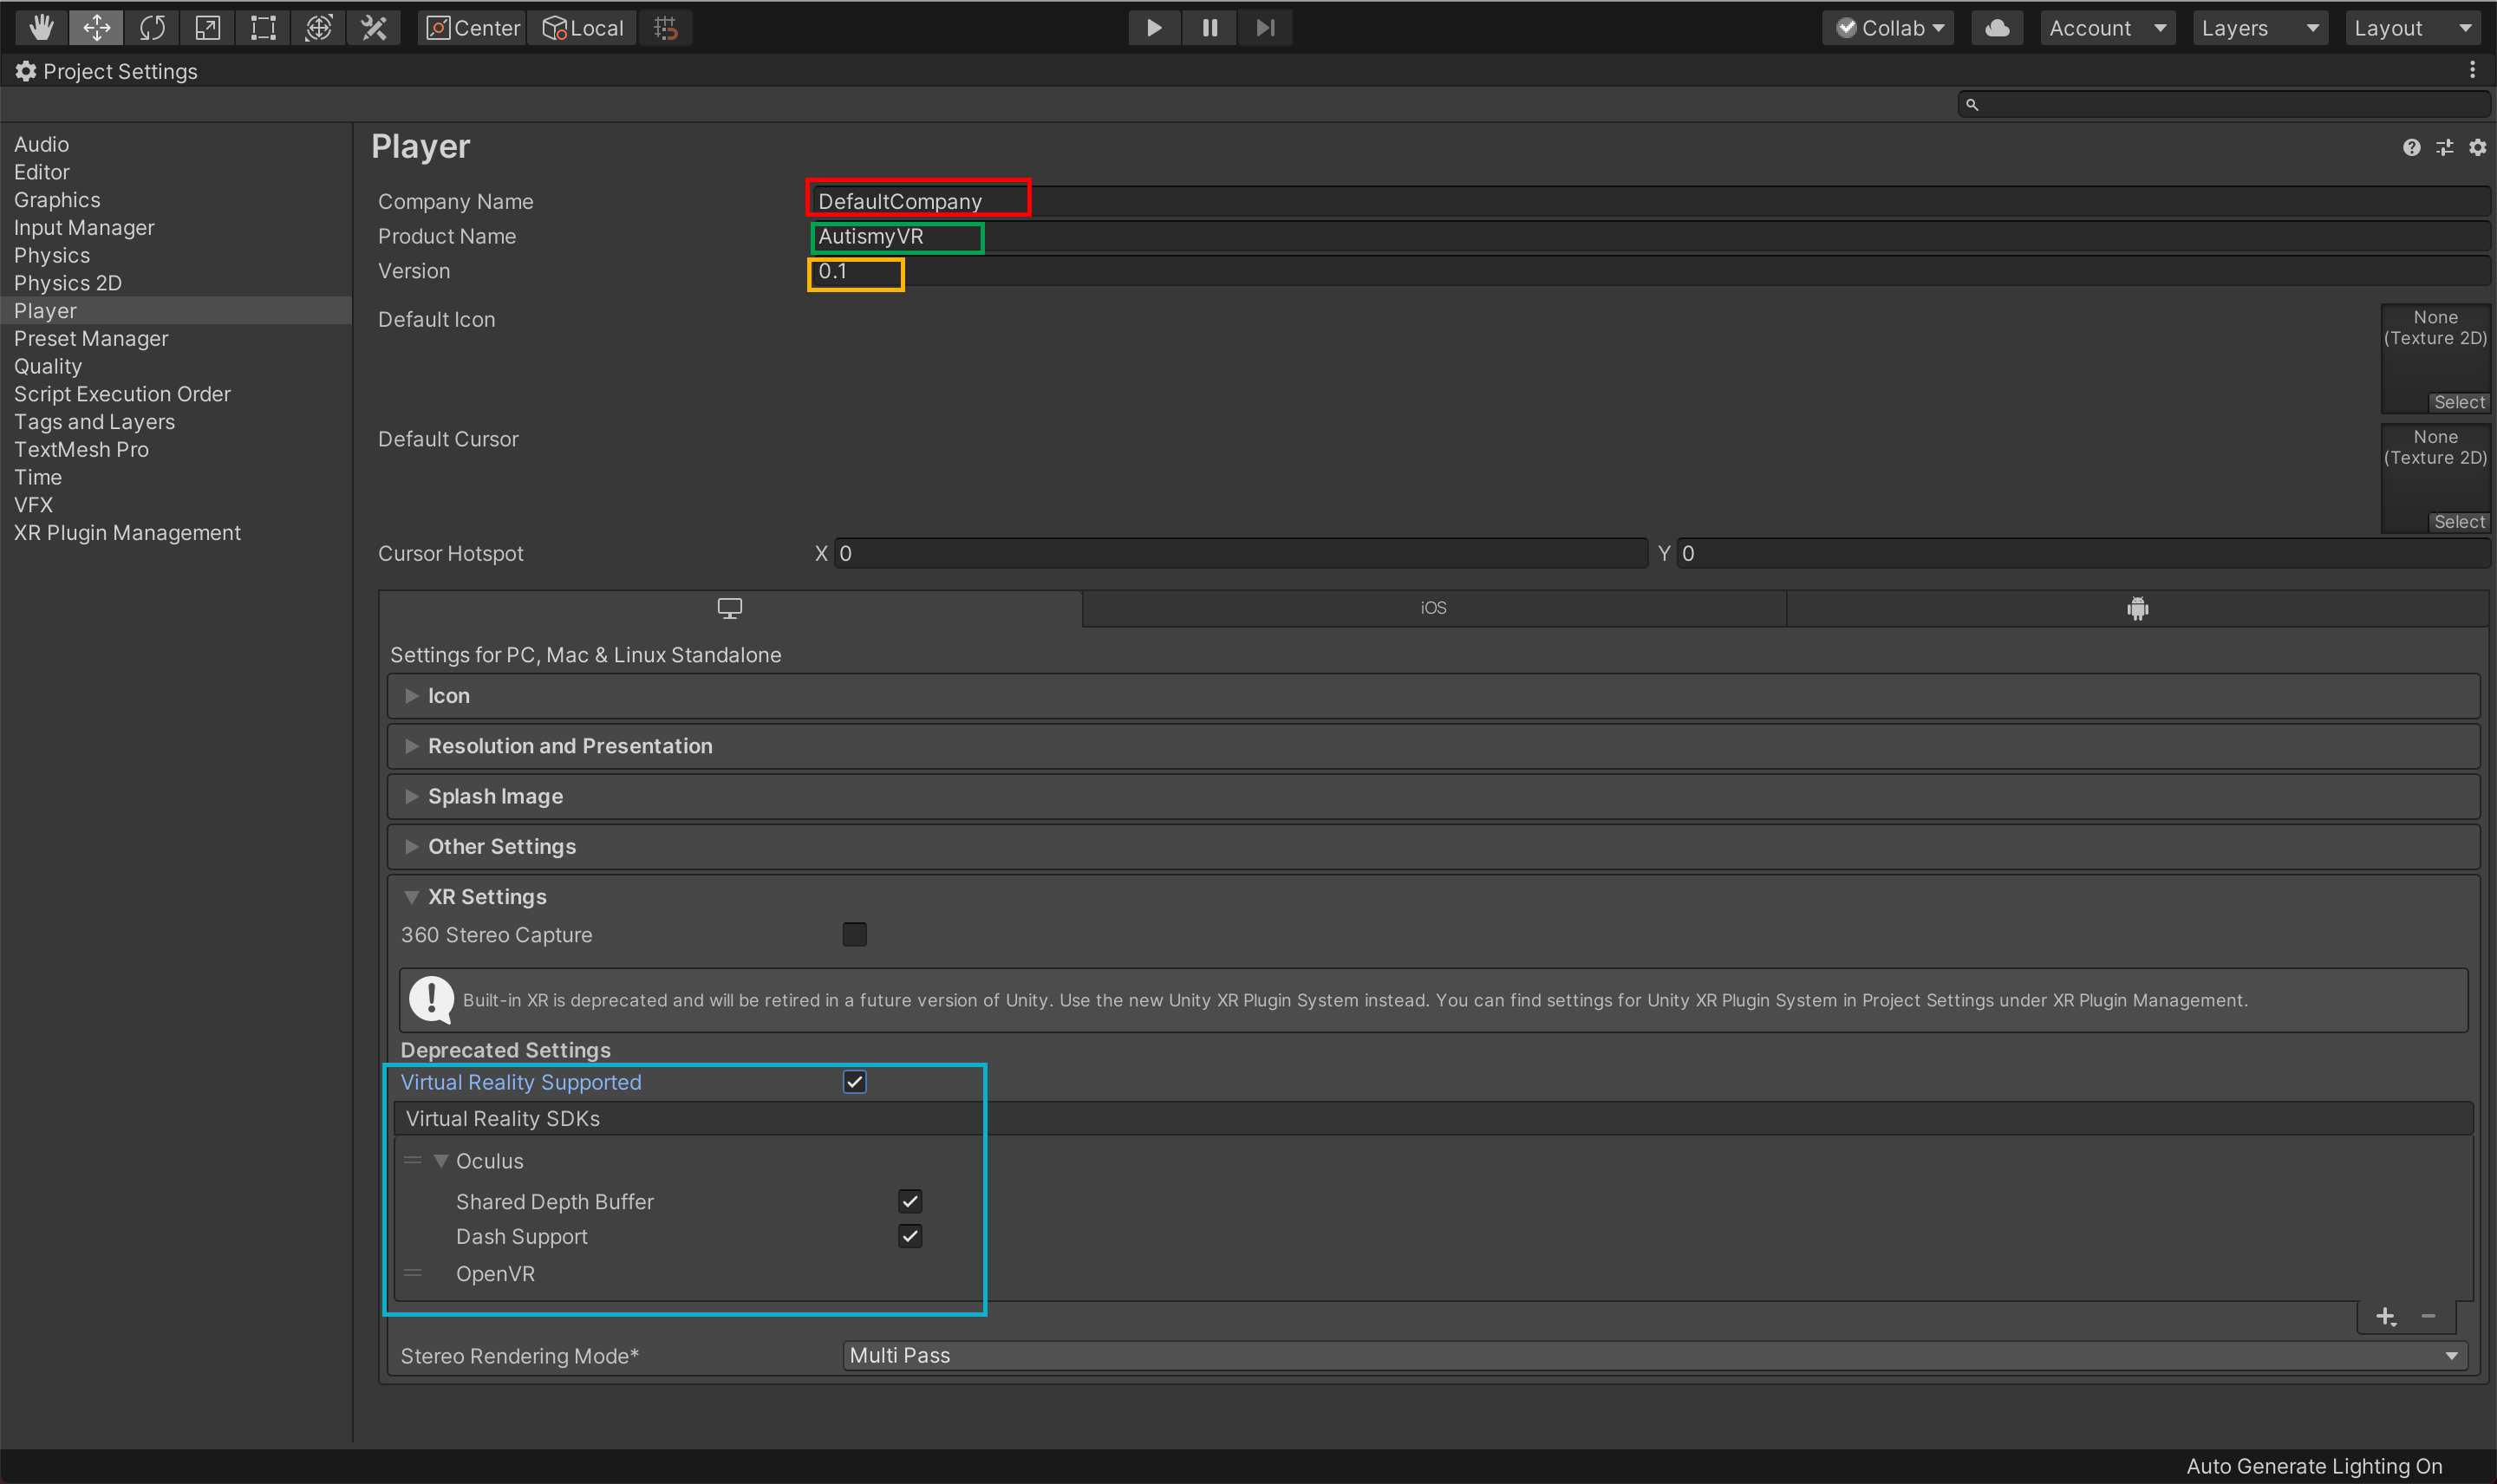 Center Local Collab Account Layers Layout
Project Settings
Audio
Editor
Graphics
Input Manager
Physics
Physics 2D
Player
Preset Manager
Quality
Script Execution Order
Tags and Layers
TextMesh Pro
Time
VFX
XR Plugin Management
Player
Company Name DefaultCompany
Product Name AutismyVR
Version 0.1
Default Icon
None
(Texture 2D)
Select
Default Cursor
None
(Texture 2D)
Select
Cursor Hotspot X 0 Y 0
iOS
Settings for PC, Mac & Linux Standalone
Icon
Resolution and Presentation
Splash Image
Other Settings
XR Settings
360 Stereo Capture
Built-in XR is deprecated and will be retired in a future version of Unity. Use the new Unity XR Plugin System instead. You can find settings for Unity XR Plugin System in Project Settings under XR Plugin Management.
Deprecated Settings
Virtual Reality Supported
Virtual Reality SDKs
Oculus
Shared Depth Buffer
Dash Support
OpenVR
Stereo Rendering Mode* Multi Pass
Auto Generate Lighting On